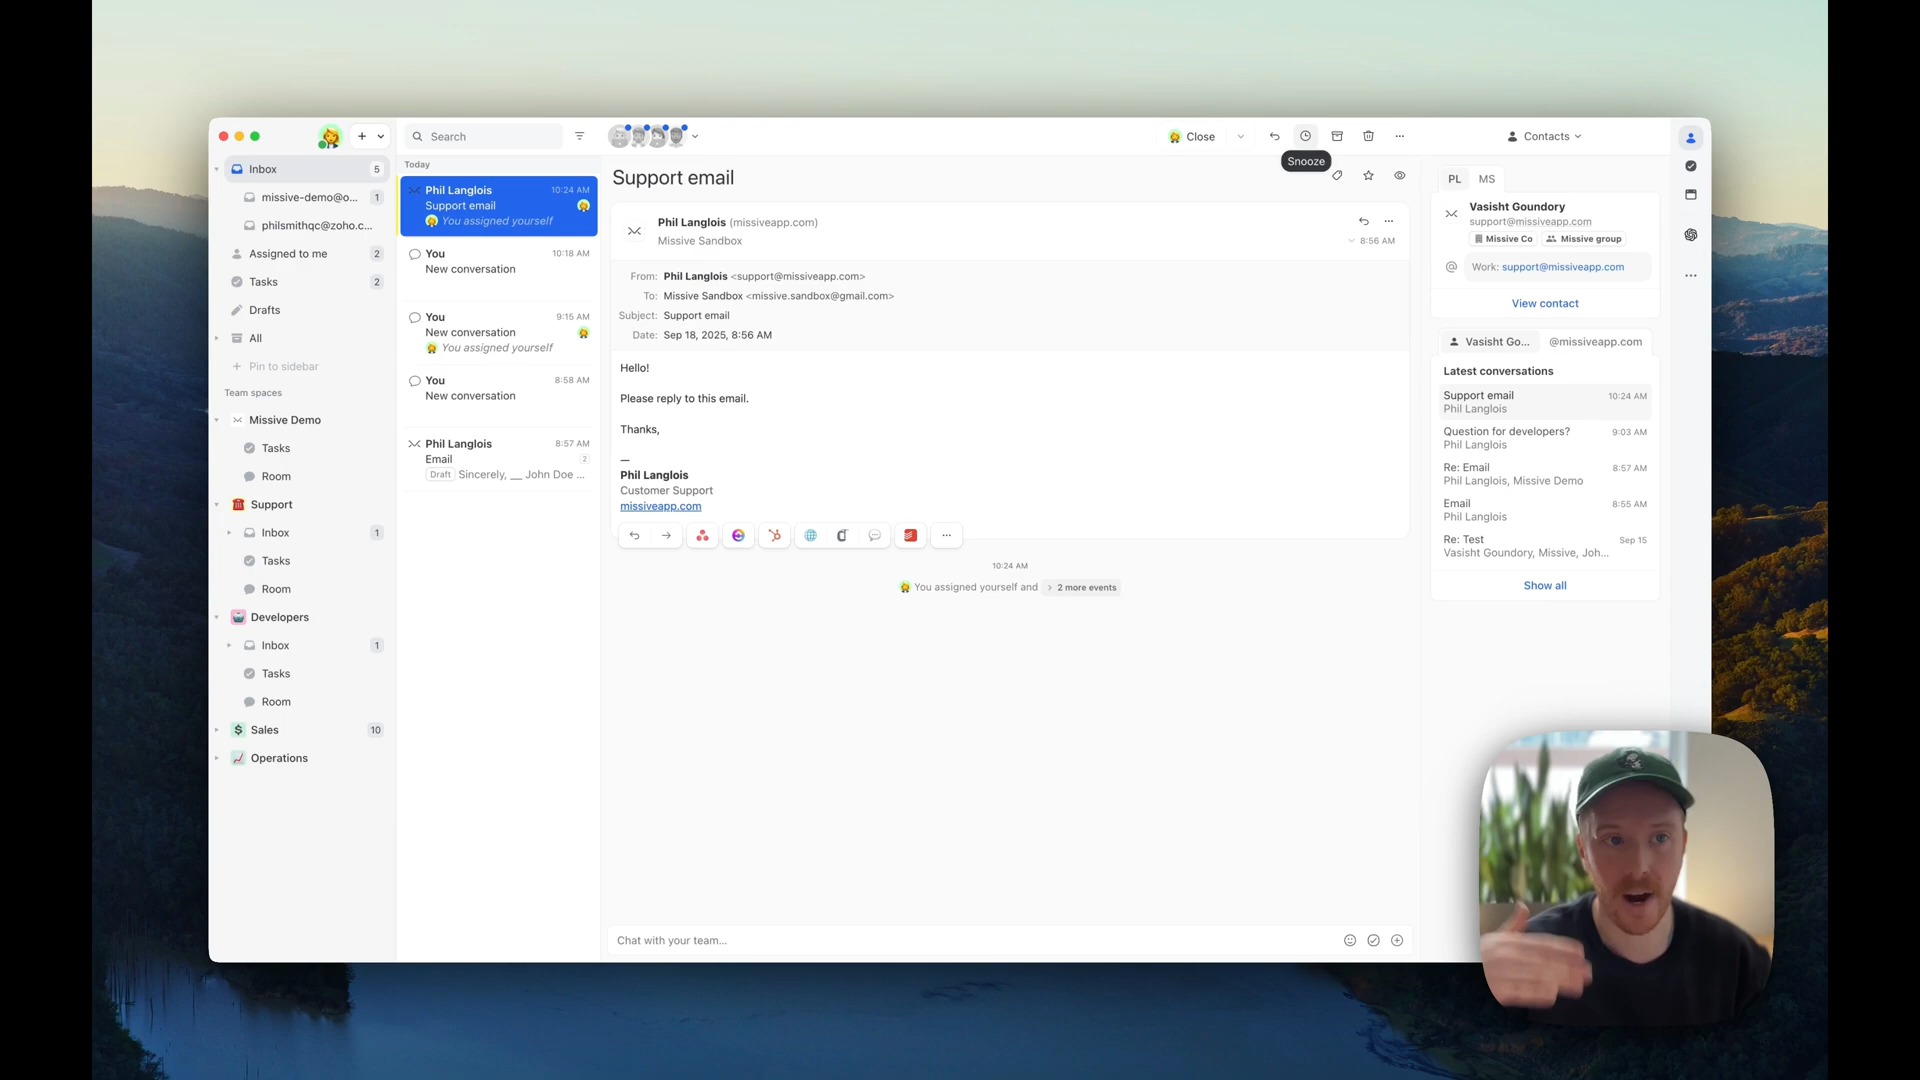 Inbox
5
missive-demo@o...
1
philsmithqc@zoho.c...
Assigned to me
2
Tasks
2
Drafts
All
Pin to sidebar
Team spaces
Missive Demo
Tasks
Room
Support
Inbox
1
Tasks
Room
Developers
Inbox
1
Tasks
Room
Sales
10
Operations
Search
Today
Phil Langlois
10:24 AM
Support email
You assigned yourself
You
10:18 AM
New conversation
You
9:15 AM
New conversation
You assigned yourself
You
8:58 AM
New conversation
Phil Langlois
8:57 AM
Email
2
Draft Sincerely, __ John Doe ...
Close
Snooze
Support email
Phil Langlois (missiveapp.com)
Missive Sandbox
8:56 AM
From: Phil Langlois <support@missiveapp.com>
To: Missive Sandbox <missive.sandbox@gmail.com>
Subject: Support email
Date: Sep 18, 2025, 8:56 AM
Hello!
Please reply to this email.
Thanks,
—
Phil Langlois
Customer Support
missiveapp.com
10:24 AM
You assigned yourself and > 2 more events
Chat with your team...
Contacts
PL
MS
Vasisht Goundory
support@missiveapp.com
Missive Co
Missive group
Work: support@missiveapp.com
View contact
Vasisht Go...
@missiveapp.com
Latest conversations
Support email
10:24 AM
Phil Langlois
Question for developers?
9:03 AM
Phil Langlois
Re: Email
8:57 AM
Phil Langlois, Missive Demo
Email
8:55 AM
Phil Langlois
Re: Test
Sep 15
Vasisht Goundory, Missive, Joh...
Show all